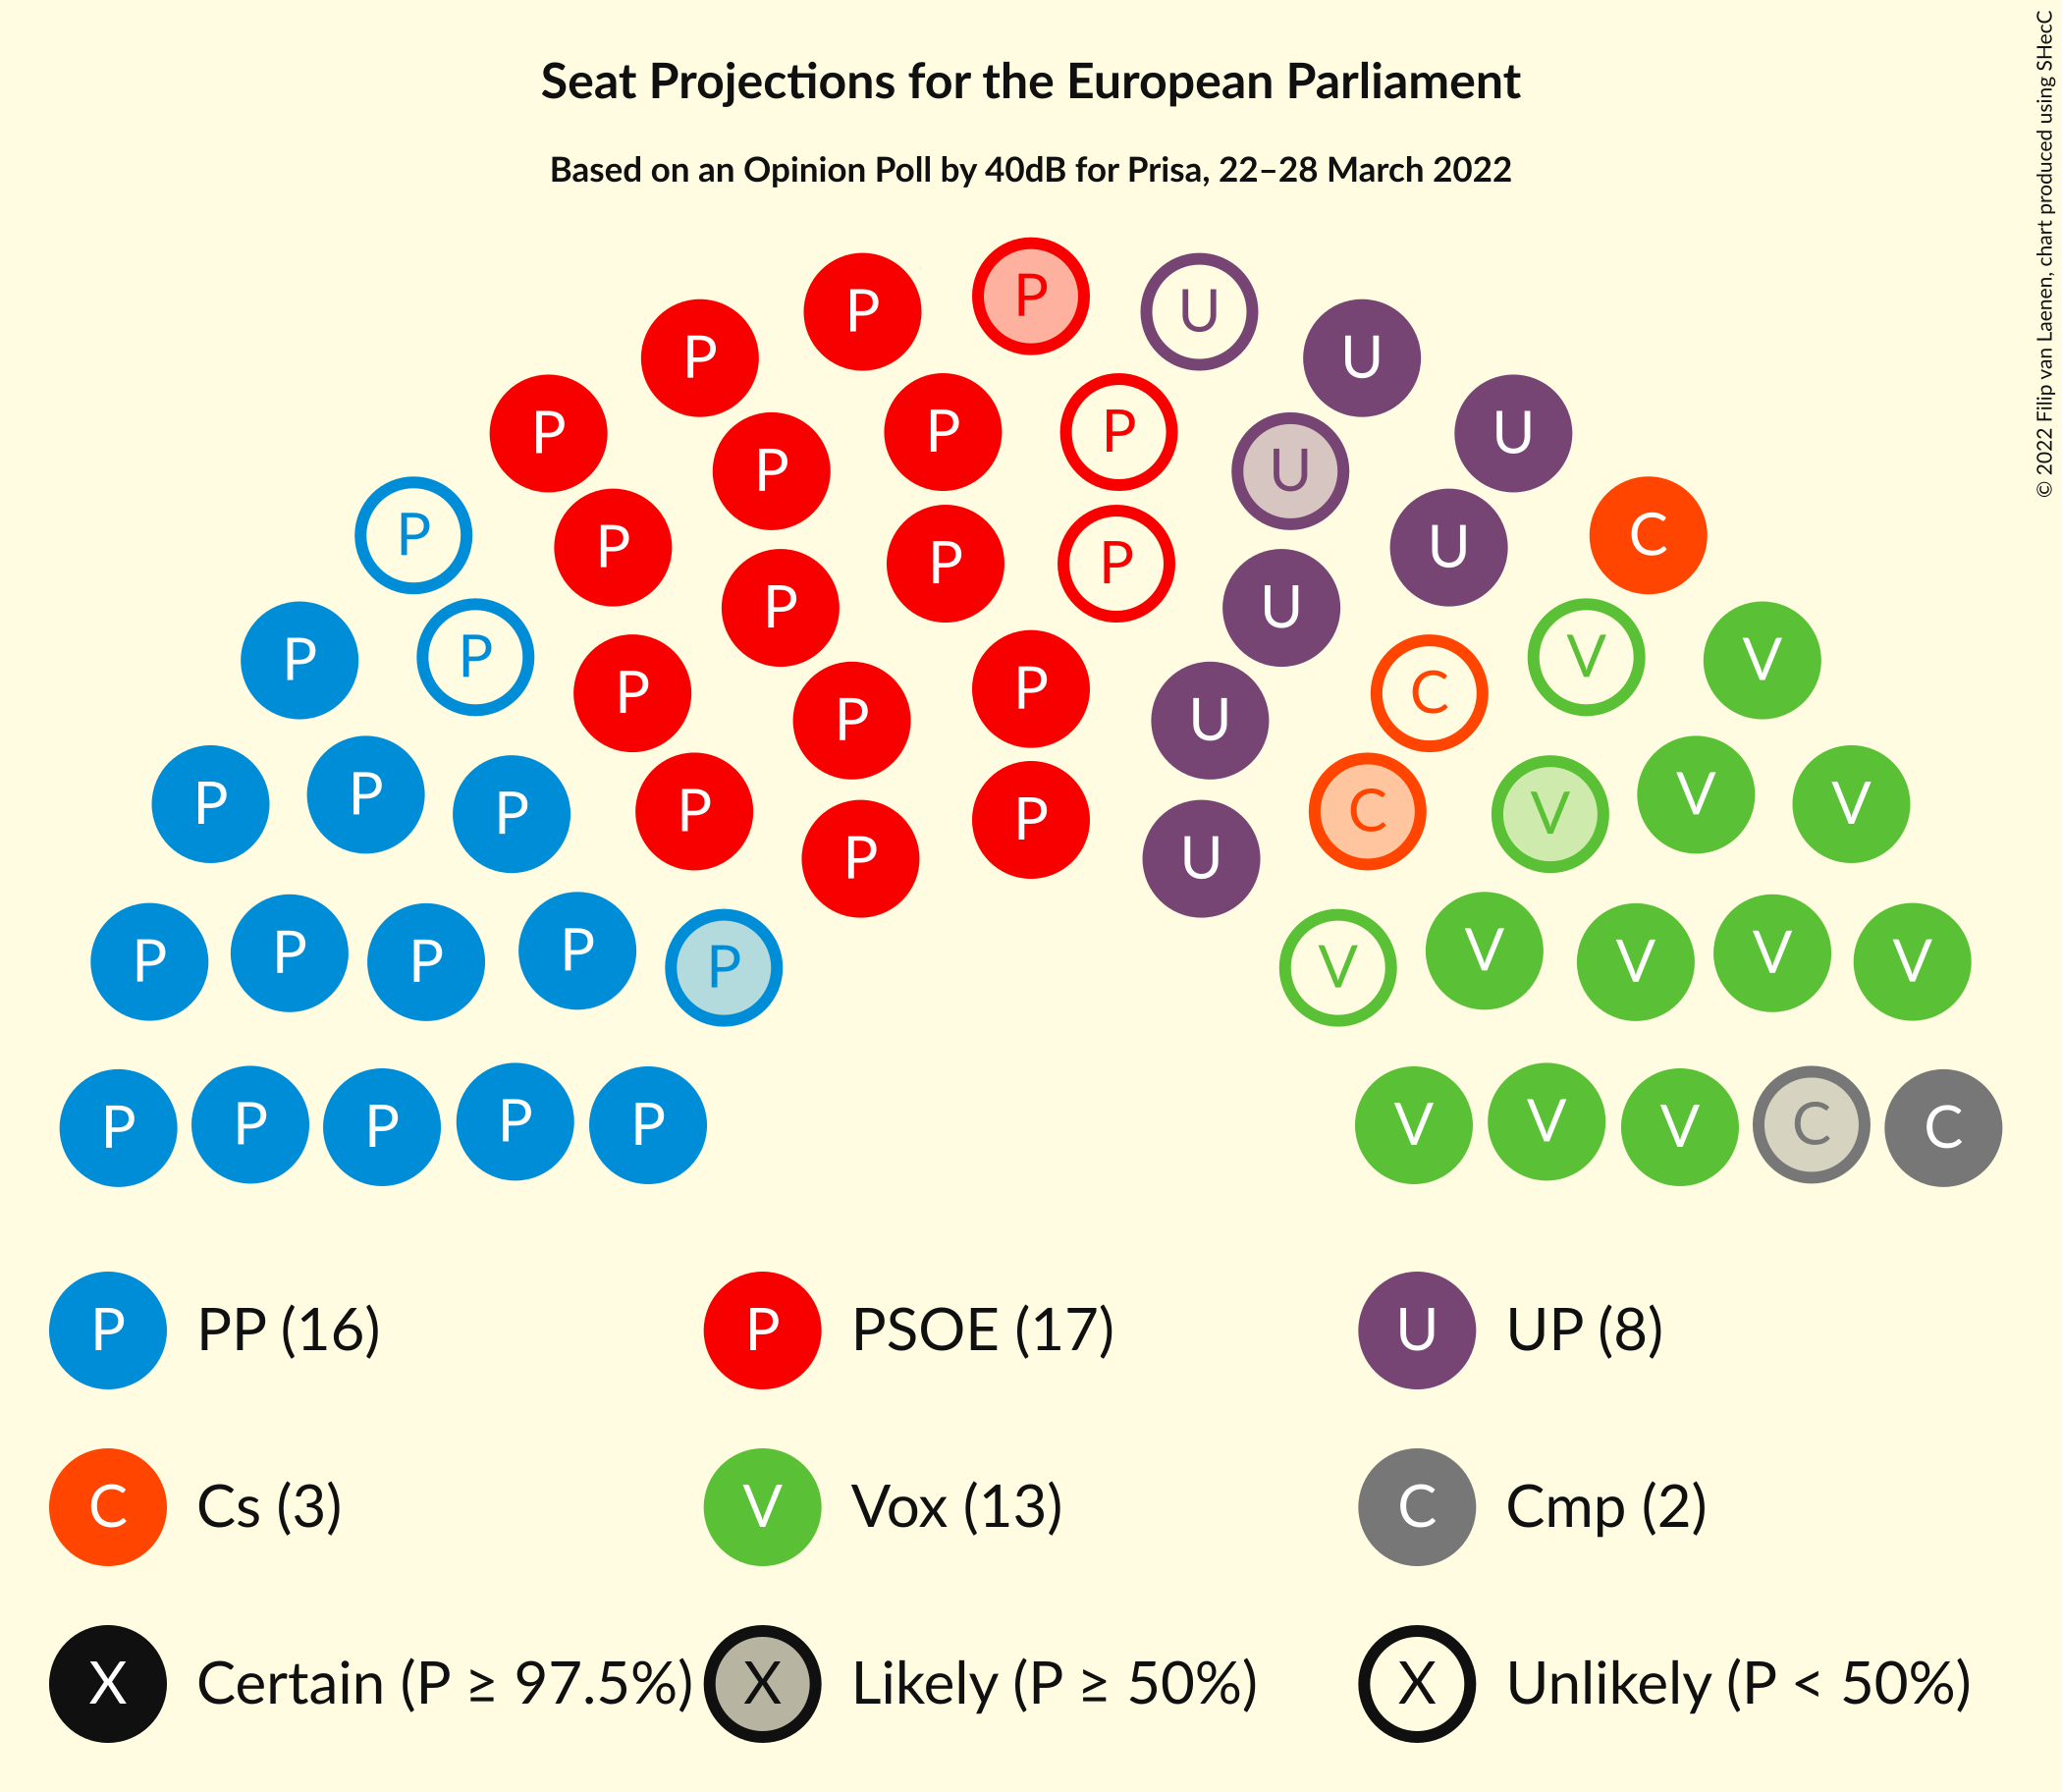 Seat Projections for the European Parliament
Based on an Opinion Poll by 40dB for Prisa, 22–28 March 2022
© 2022 Filip van Laenen, chart produced using SHecC
P P P U U
P P P P U U
P P P U C
P P P P U
P P P P U C V V
P P P P P P U C V V V
P P P P P V V V V V
P P P P P V V V C C
P PP (16) P PSOE (17) U UP (8)
C Cs (3) V Vox (13) C Cmp (2)
X Certain (P ≥ 97.5%) X Likely (P ≥ 50%) X Unlikely (P < 50%)